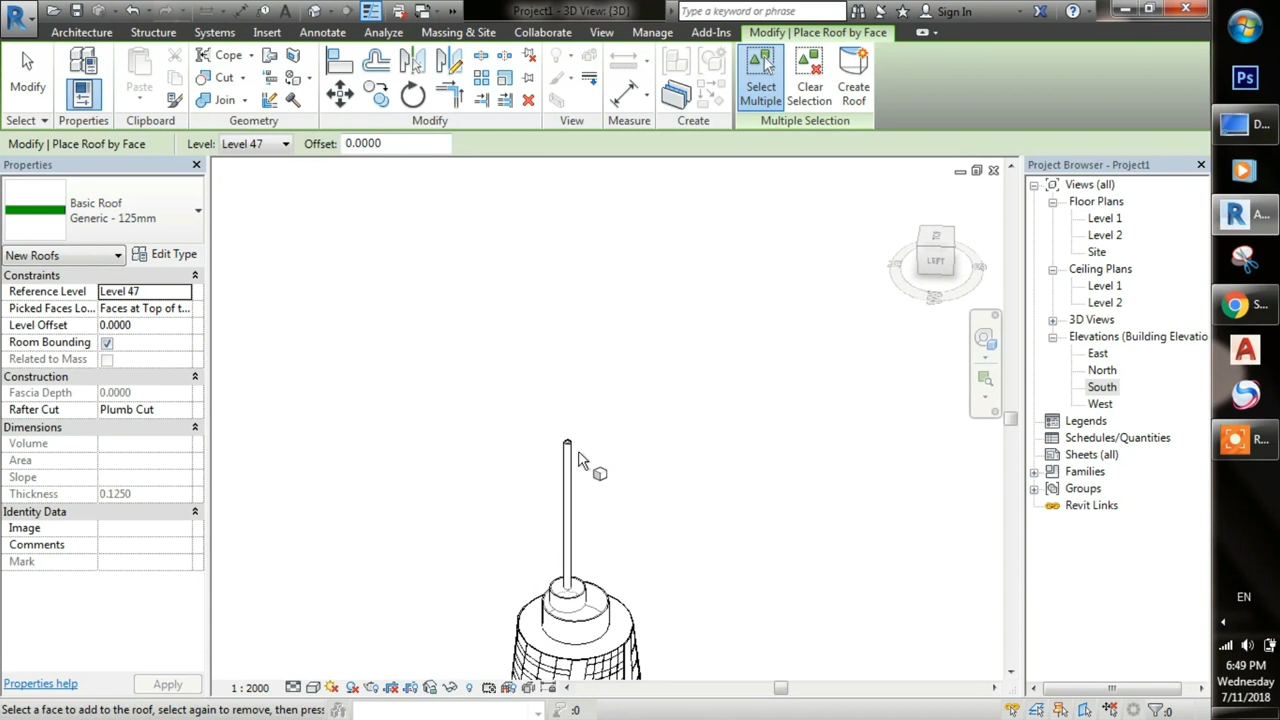 Project1 - 3D View: {3D}
Type a keyword or phrase
Sign In
Architecture Structure Systems Insert Annotate Analyze Massing & Site Collaborate View Manage Add-Ins Modify | Place Roof by Face
Modify
Paste
Cope
Cut
Join
Select Multiple
Clear Selection
Create Roof
Select Properties Clipboard Geometry Modify View Measure Create Multiple Selection
Modify | Place Roof by Face Level: Level 47 Offset: 0.0000
Properties
Basic Roof
Generic - 125mm
New Roofs Edit Type
Constraints
Reference Level Level 47
Picked Faces Lo... Faces at Top of t...
Level Offset 0.0000
Room Bounding
Related to Mass
Construction
Fascia Depth 0.0000
Rafter Cut Plumb Cut
Dimensions
Volume
Area
Slope
Thickness 0.1250
Identity Data
Image
Comments
Mark
Properties help Apply
LEFT
1 : 2000
Select a face to add to the roof, select again to remove, then press
:0
:0
Project Browser - Project1
Views (all)
Floor Plans
Level 1
Level 2
Site
Ceiling Plans
Level 1
Level 2
3D Views
Elevations (Building Elevatio
East
North
South
West
Legends
Schedules/Quantities
Sheets (all)
Families
Groups
Revit Links
Ps
D...
A...
S...
R...
EN
6:49 PM
Wednesday
7/11/2018